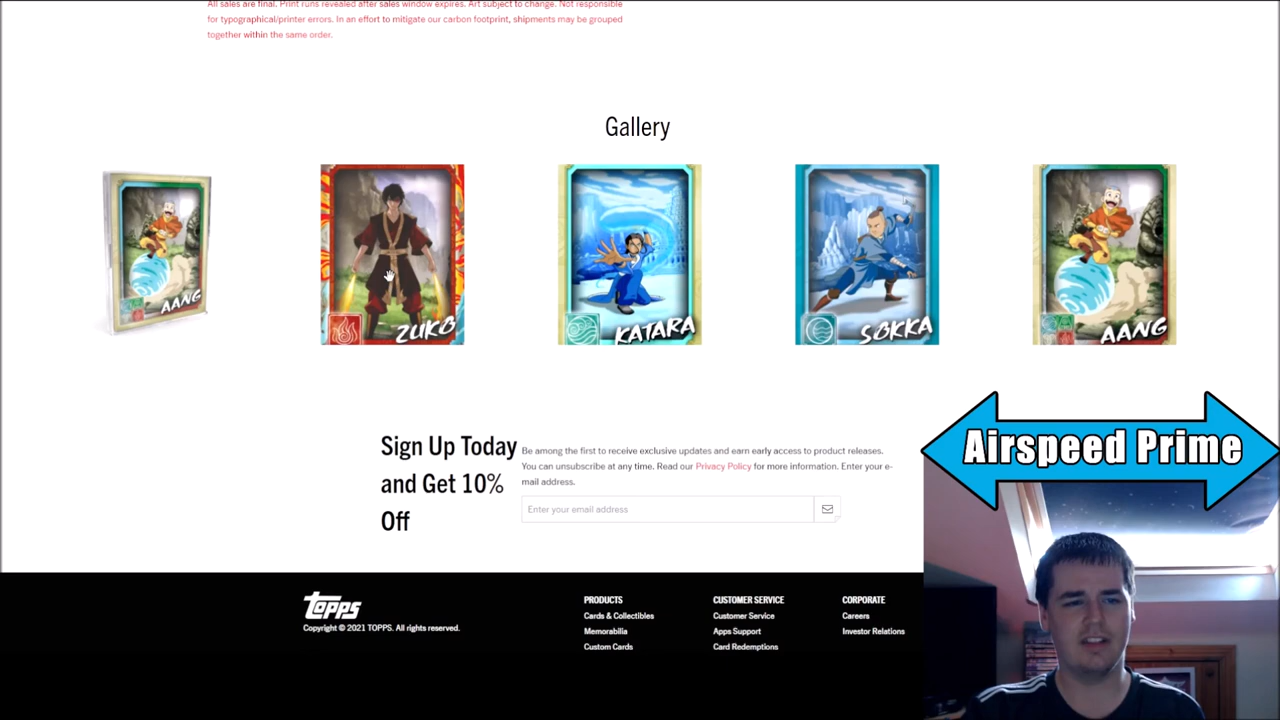 All sales are final. Print runs revealed after sales window expires. Art subject to change. Not responsible
for typographical/printer errors. In an effort to mitigate our carbon footprint, shipments may be grouped
together within the same order.
Gallery
AANG
ZUKO
KATARA
SOKKA
AANG
Sign Up Today
and Get 10%
Off
Be among the first to receive exclusive updates and earn early access to product releases.
You can unsubscribe at any time. Read our Privacy Policy for more information. Enter your e-
mail address.
Enter your email address
Airspeed Prime
TOPPS
Copyright © 2021 TOPPS. All rights reserved.
PRODUCTS
Cards & Collectibles
Memorabilia
Custom Cards
CUSTOMER SERVICE
Customer Service
Apps Support
Card Redemptions
CORPORATE
Careers
Investor Relations